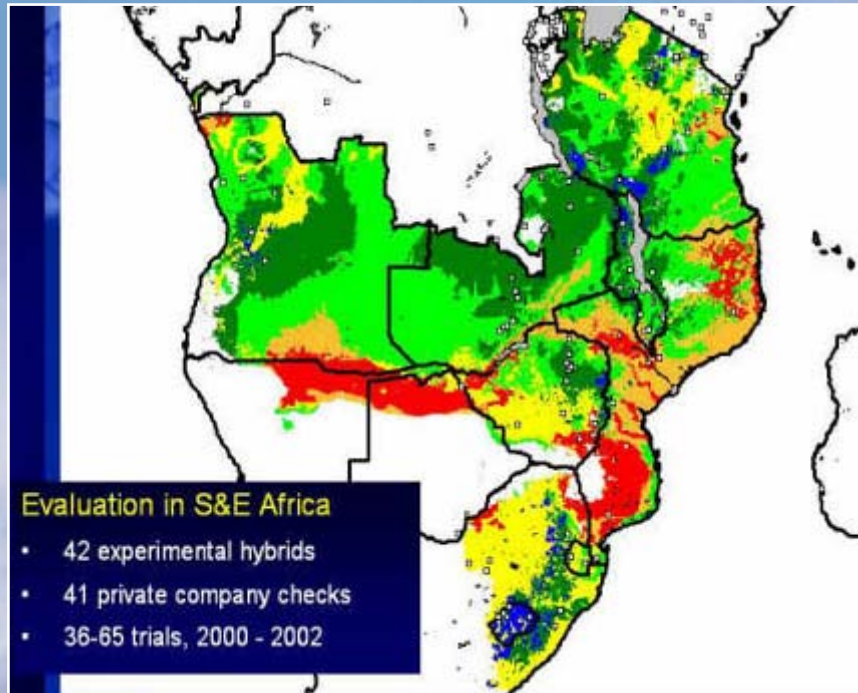 Evaluation in S&E Africa
• 42 experimental hybrids
• 41 private company checks
• 36-65 trials, 2000 - 2002